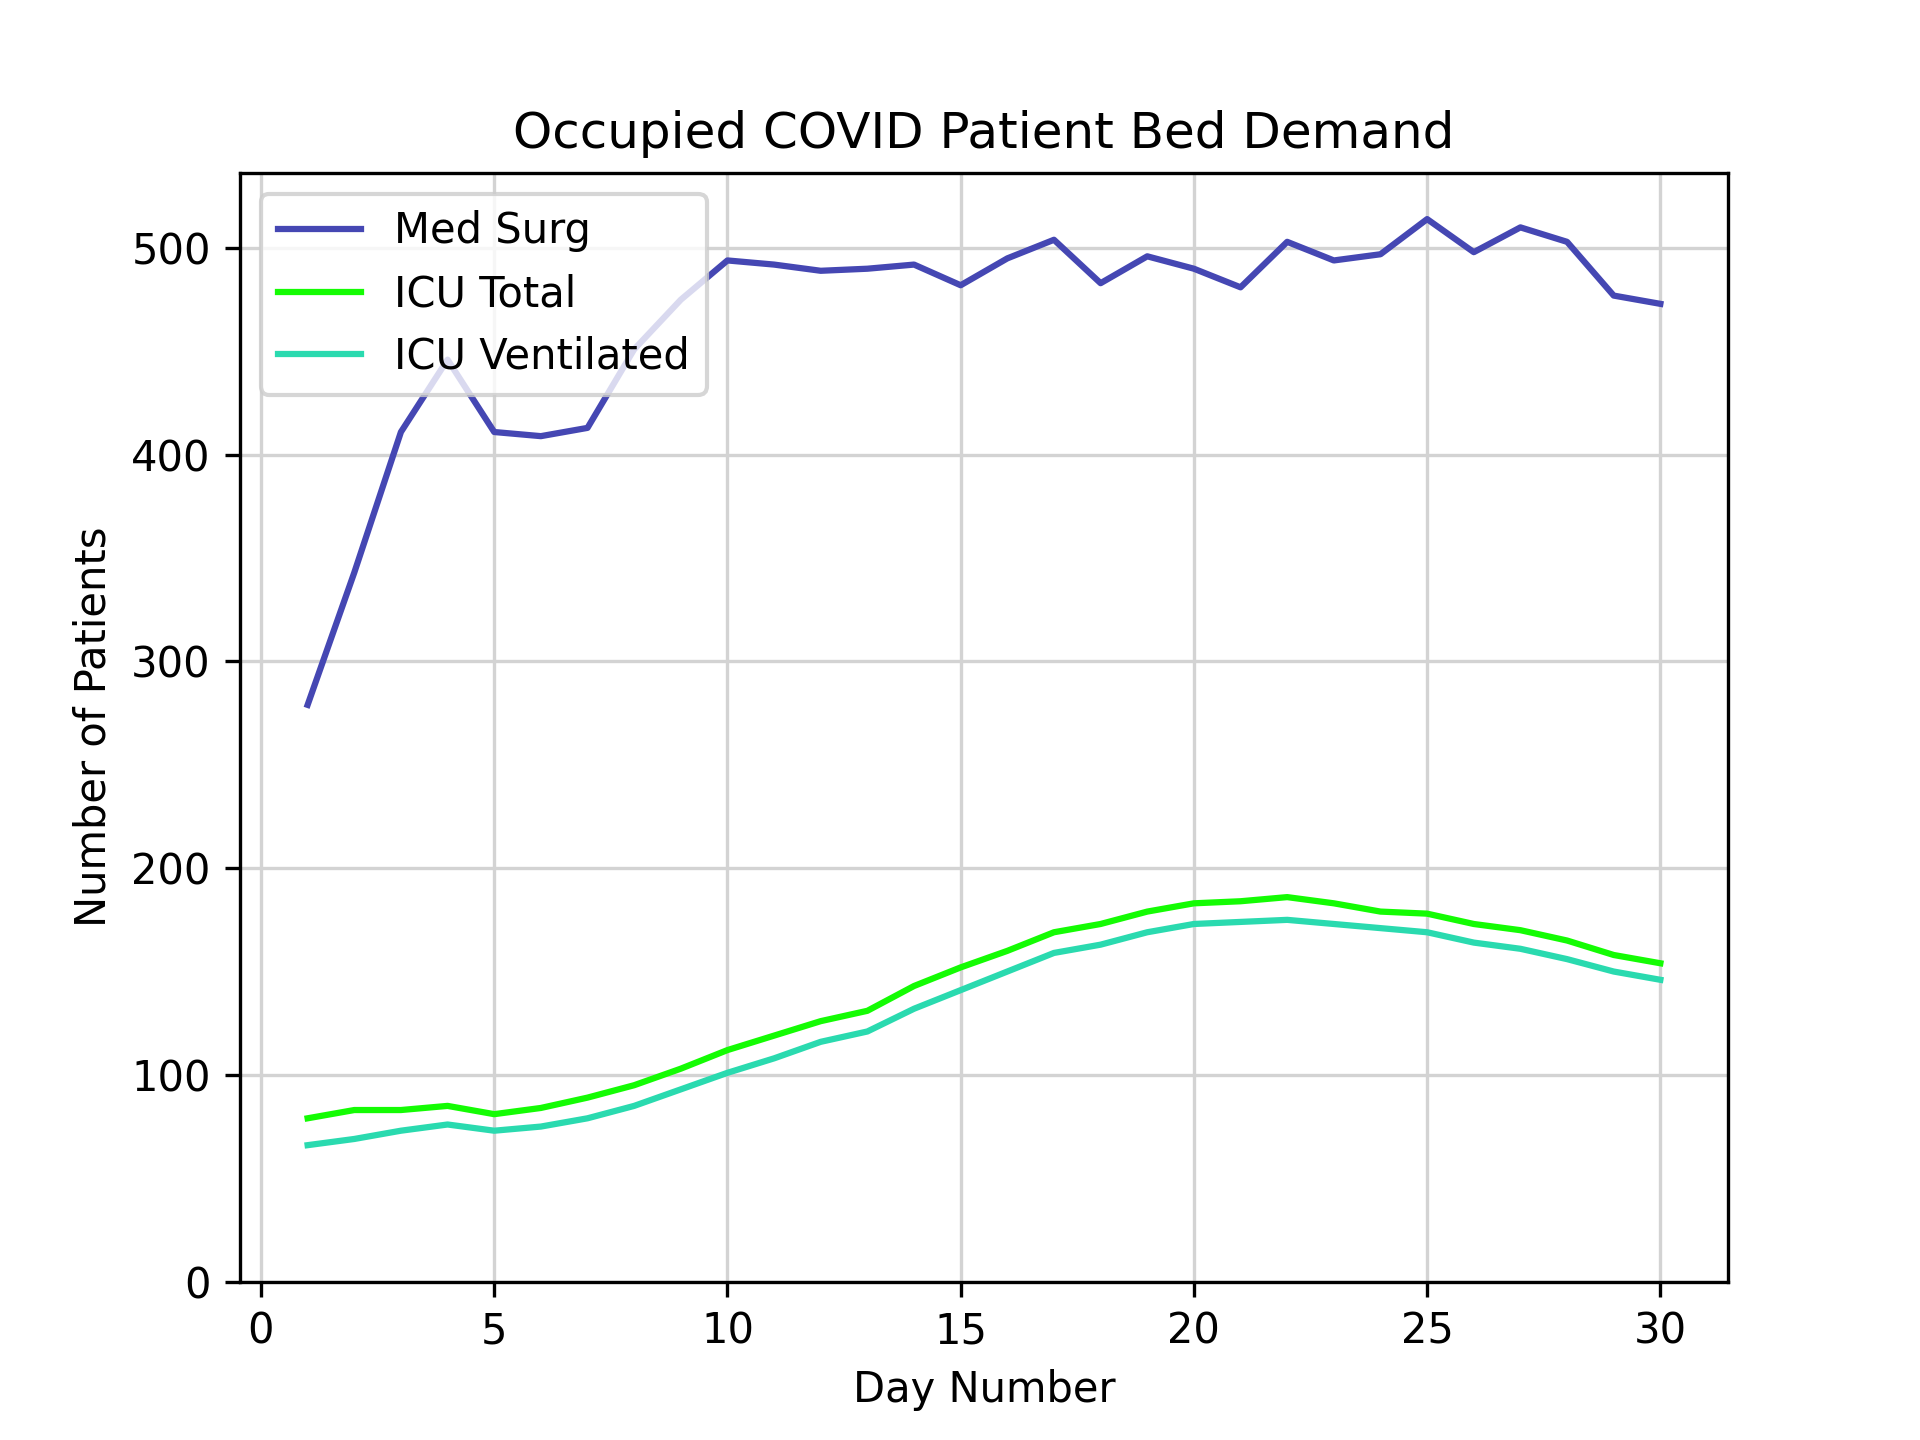 Occupied COVID Patient Bed Demand
Med Surg
ICU Total
ICU Ventilated
500
400
300
200
100
0
Number of Patients
0 5 10 15 20 25 30
Day Number